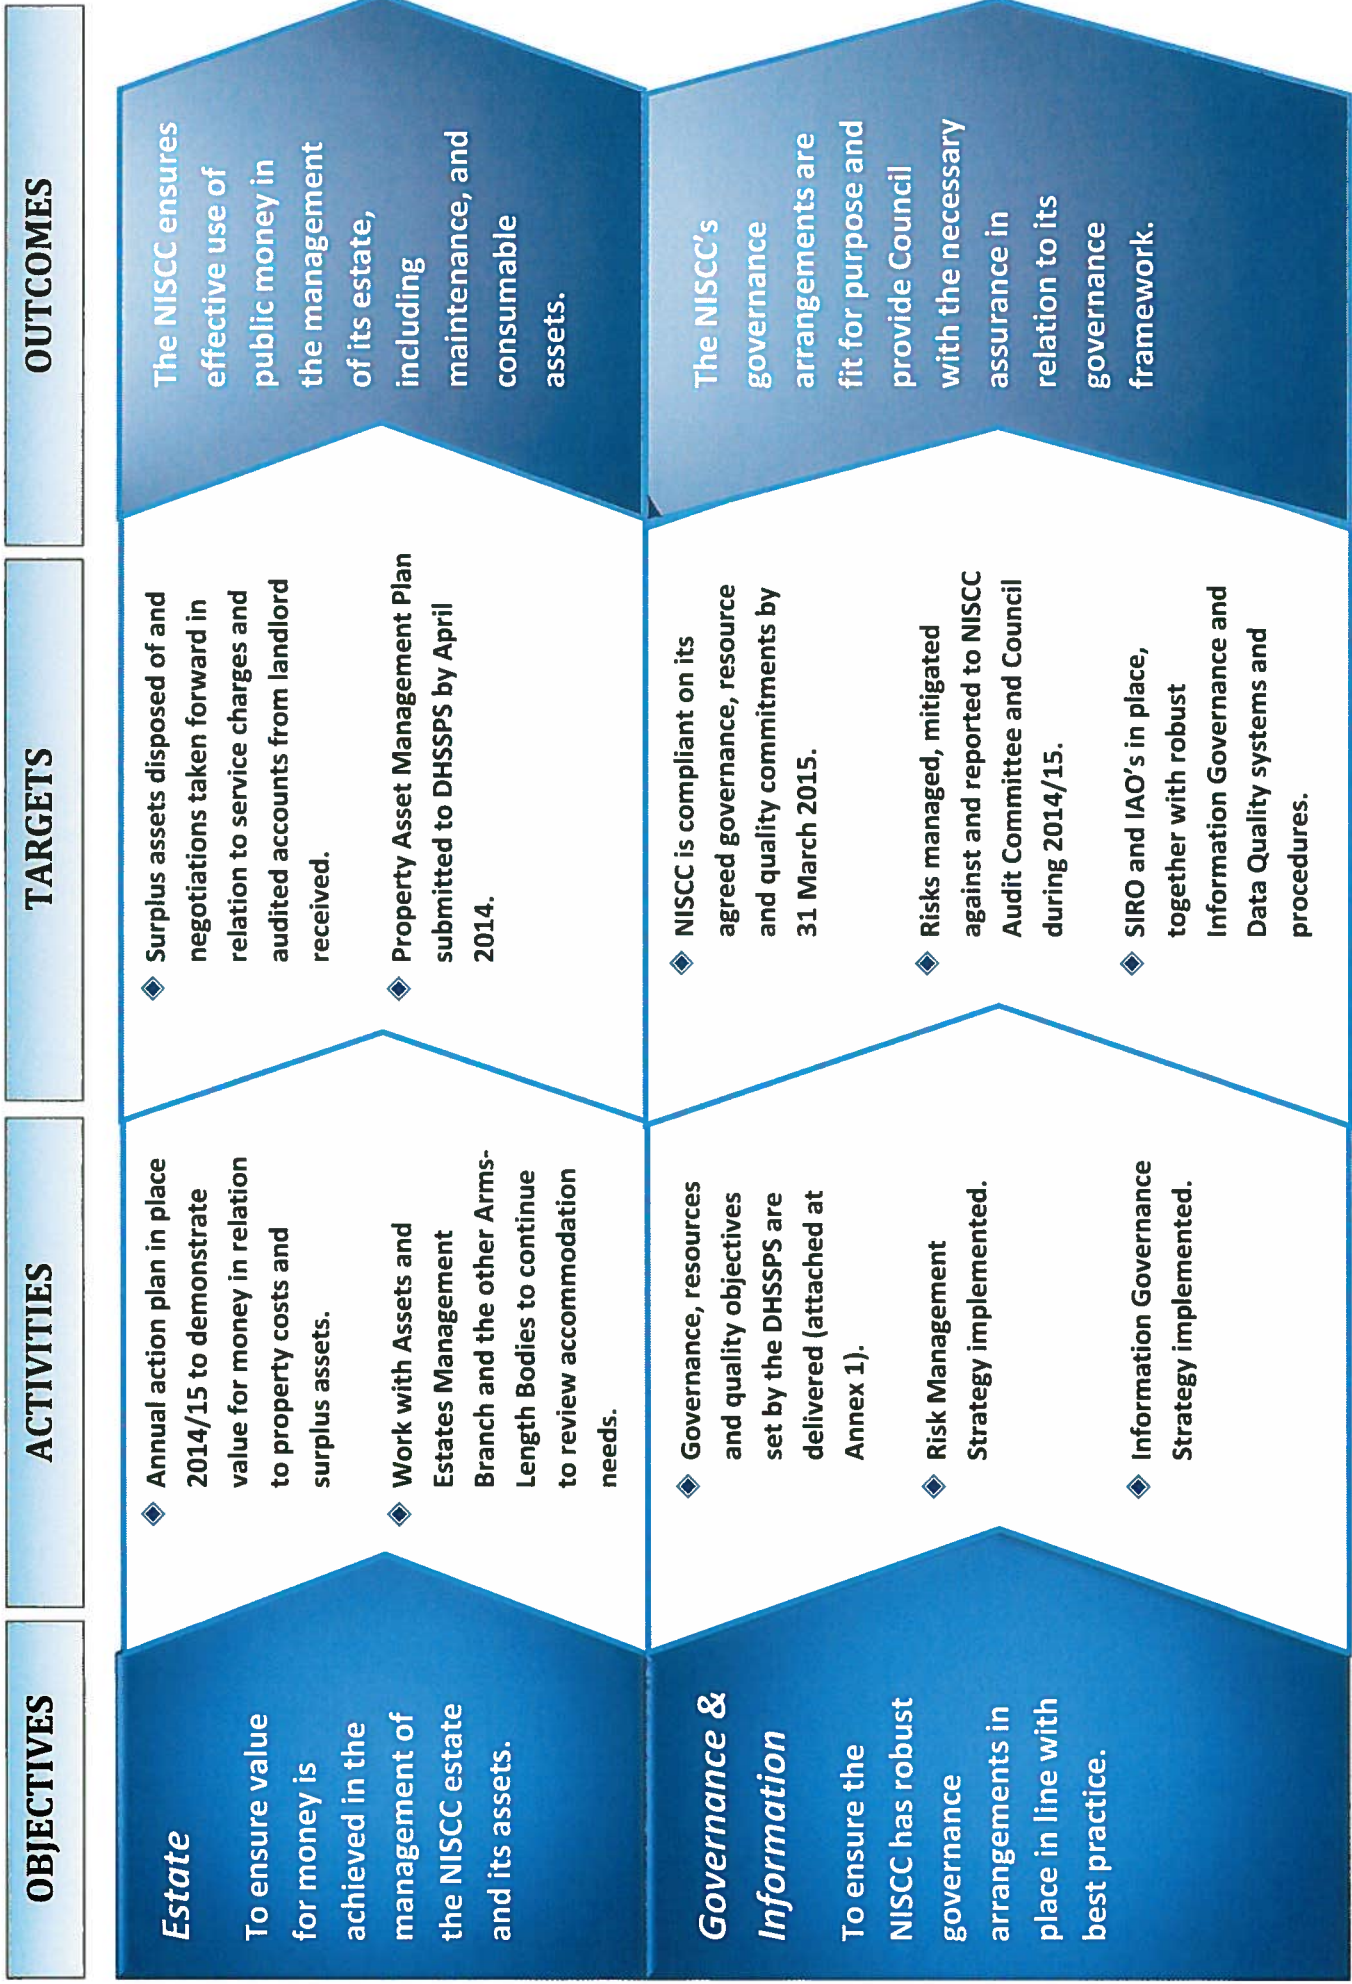 OBJECTIVES
ACTIVITIES
TARGETS
OUTCOMES
Estate
To ensure value
for money is
achieved in the
management of
the NISCC estate
and its assets.
◈ Annual action plan in place
2014/15 to demonstrate
value for money in relation
to property costs and
surplus assets.
◈ Work with Assets and
Estates Management
Branch and the other Arms-
Length Bodies to continue
to review accommodation
needs.
◈ Surplus assets disposed of and
negotiations taken forward in
relation to service charges and
audited accounts from landlord
received.
◈ Property Asset Management Plan
submitted to DHSSPS by April
2014.
The NISCC ensures
effective use of
public money in
the management
of its estate,
including
maintenance, and
consumable
assets.
Governance &
Information
To ensure the
NISCC has robust
governance
arrangements in
place in line with
best practice.
◈ Governance, resources
and quality objectives
set by the DHSSPS are
delivered (attached at
Annex 1).
◈ Risk Management
Strategy implemented.
◈ Information Governance
Strategy implemented.
◈ NISCC is compliant on its
agreed governance, resource
and quality commitments by
31 March 2015.
◈ Risks managed, mitigated
against and reported to NISCC
Audit Committee and Council
during 2014/15.
◈ SIRO and IAO's in place,
together with robust
Information Governance and
Data Quality systems and
procedures.
The NISCC's
governance
arrangements are
fit for purpose and
provide Council
with the necessary
assurance in
relation to its
governance
framework.